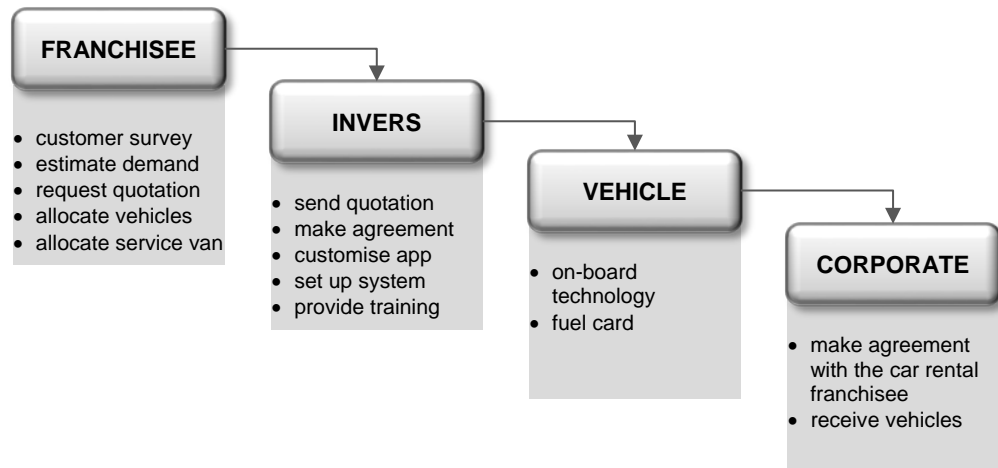 FRANCHISEE
• customer survey
• estimate demand
• request quotation
• allocate vehicles
• allocate service van
INVERS
• send quotation
• make agreement
• customise app
• set up system
• provide training
VEHICLE
• on-board
technology
• fuel card
CORPORATE
• make agreement
with the car rental
franchisee
• receive vehicles